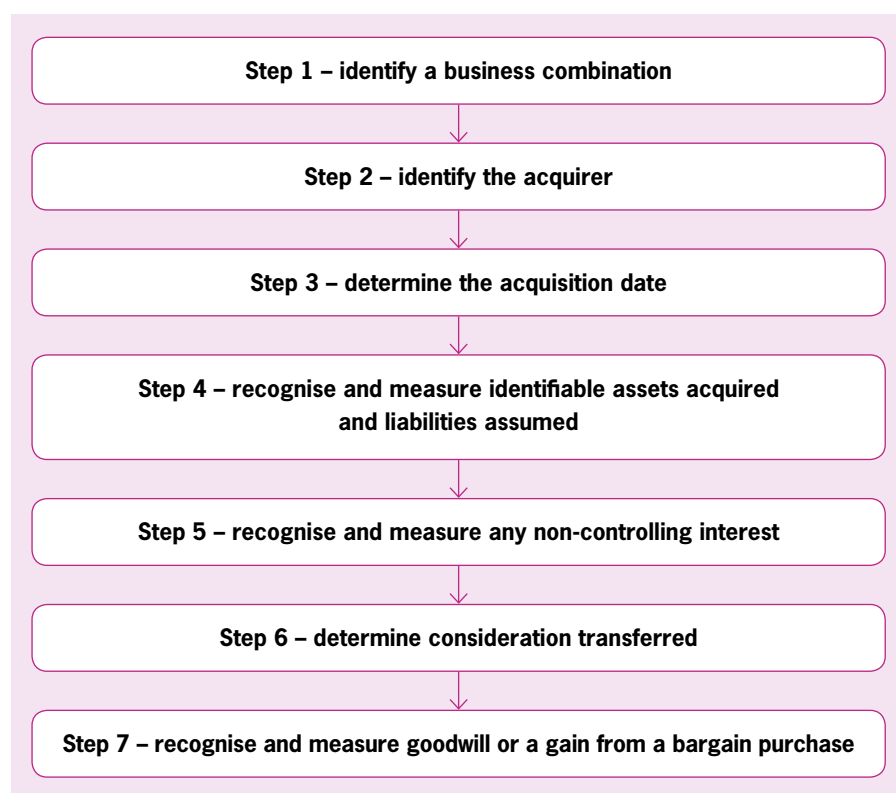 Step 1 – identify a business combination
Step 2 – identify the acquirer
Step 3 – determine the acquisition date
Step 4 – recognise and measure identifiable assets acquired
and liabilities assumed
Step 5 – recognise and measure any non-controlling interest
Step 6 – determine consideration transferred
Step 7 – recognise and measure goodwill or a gain from a bargain purchase